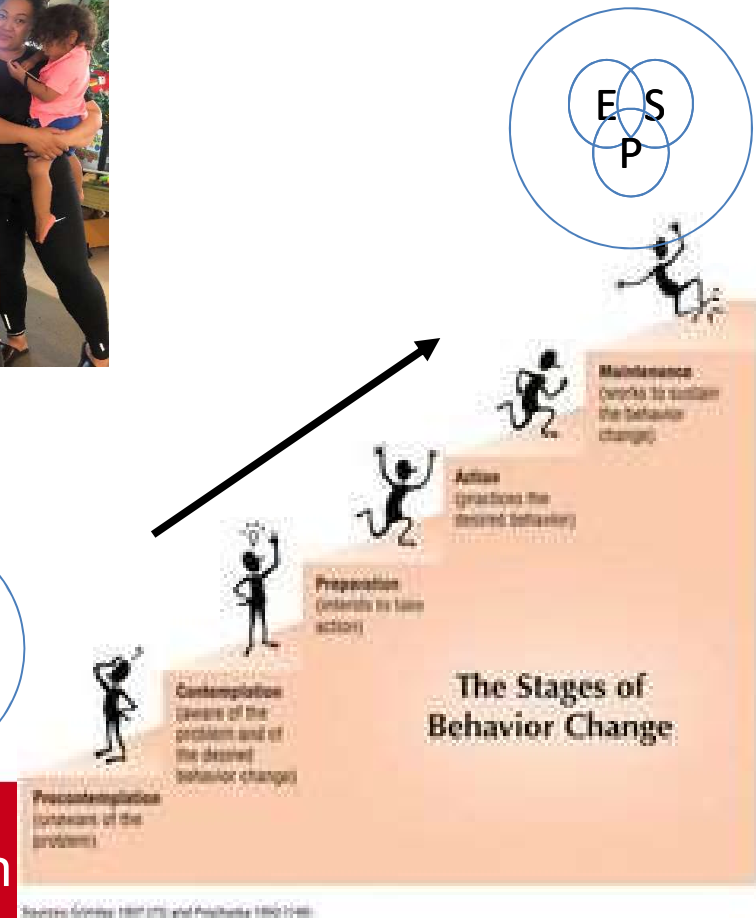 E S
P
Maintenance
(works to sustain
the behavior
change)
Action
(practices the
desired behavior)
Preparation
(intends to take
action)
The Stages of
Behavior Change
Contemplation
(aware of the
problem and of
the desired
behavior change)
Precontemplation
(unaware of the
problem)
n